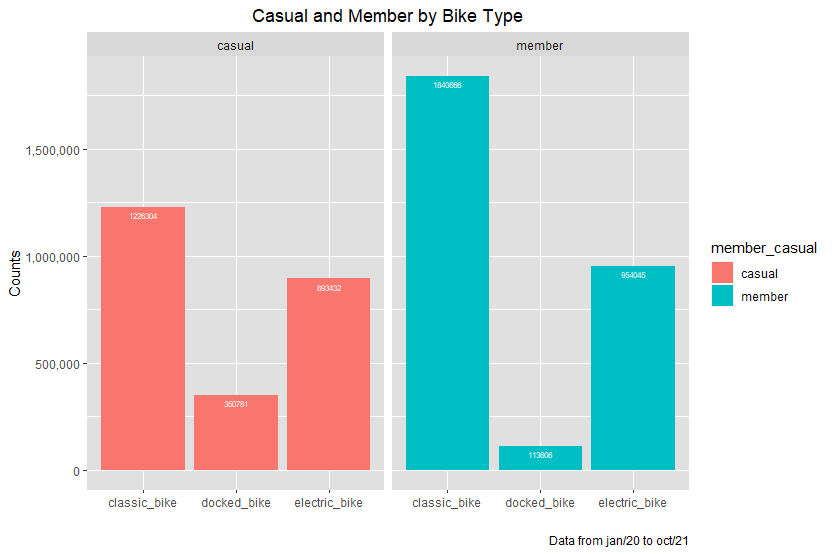 Casual and Member by Bike Type
casual
member
Counts
1,500,000
1,000,000
500,000
0
1226304
350781
893432
1840666
113606
954045
classic_bike
docked_bike
electric_bike
classic_bike
docked_bike
electric_bike
member_casual
casual
member
Data from jan/20 to oct/21